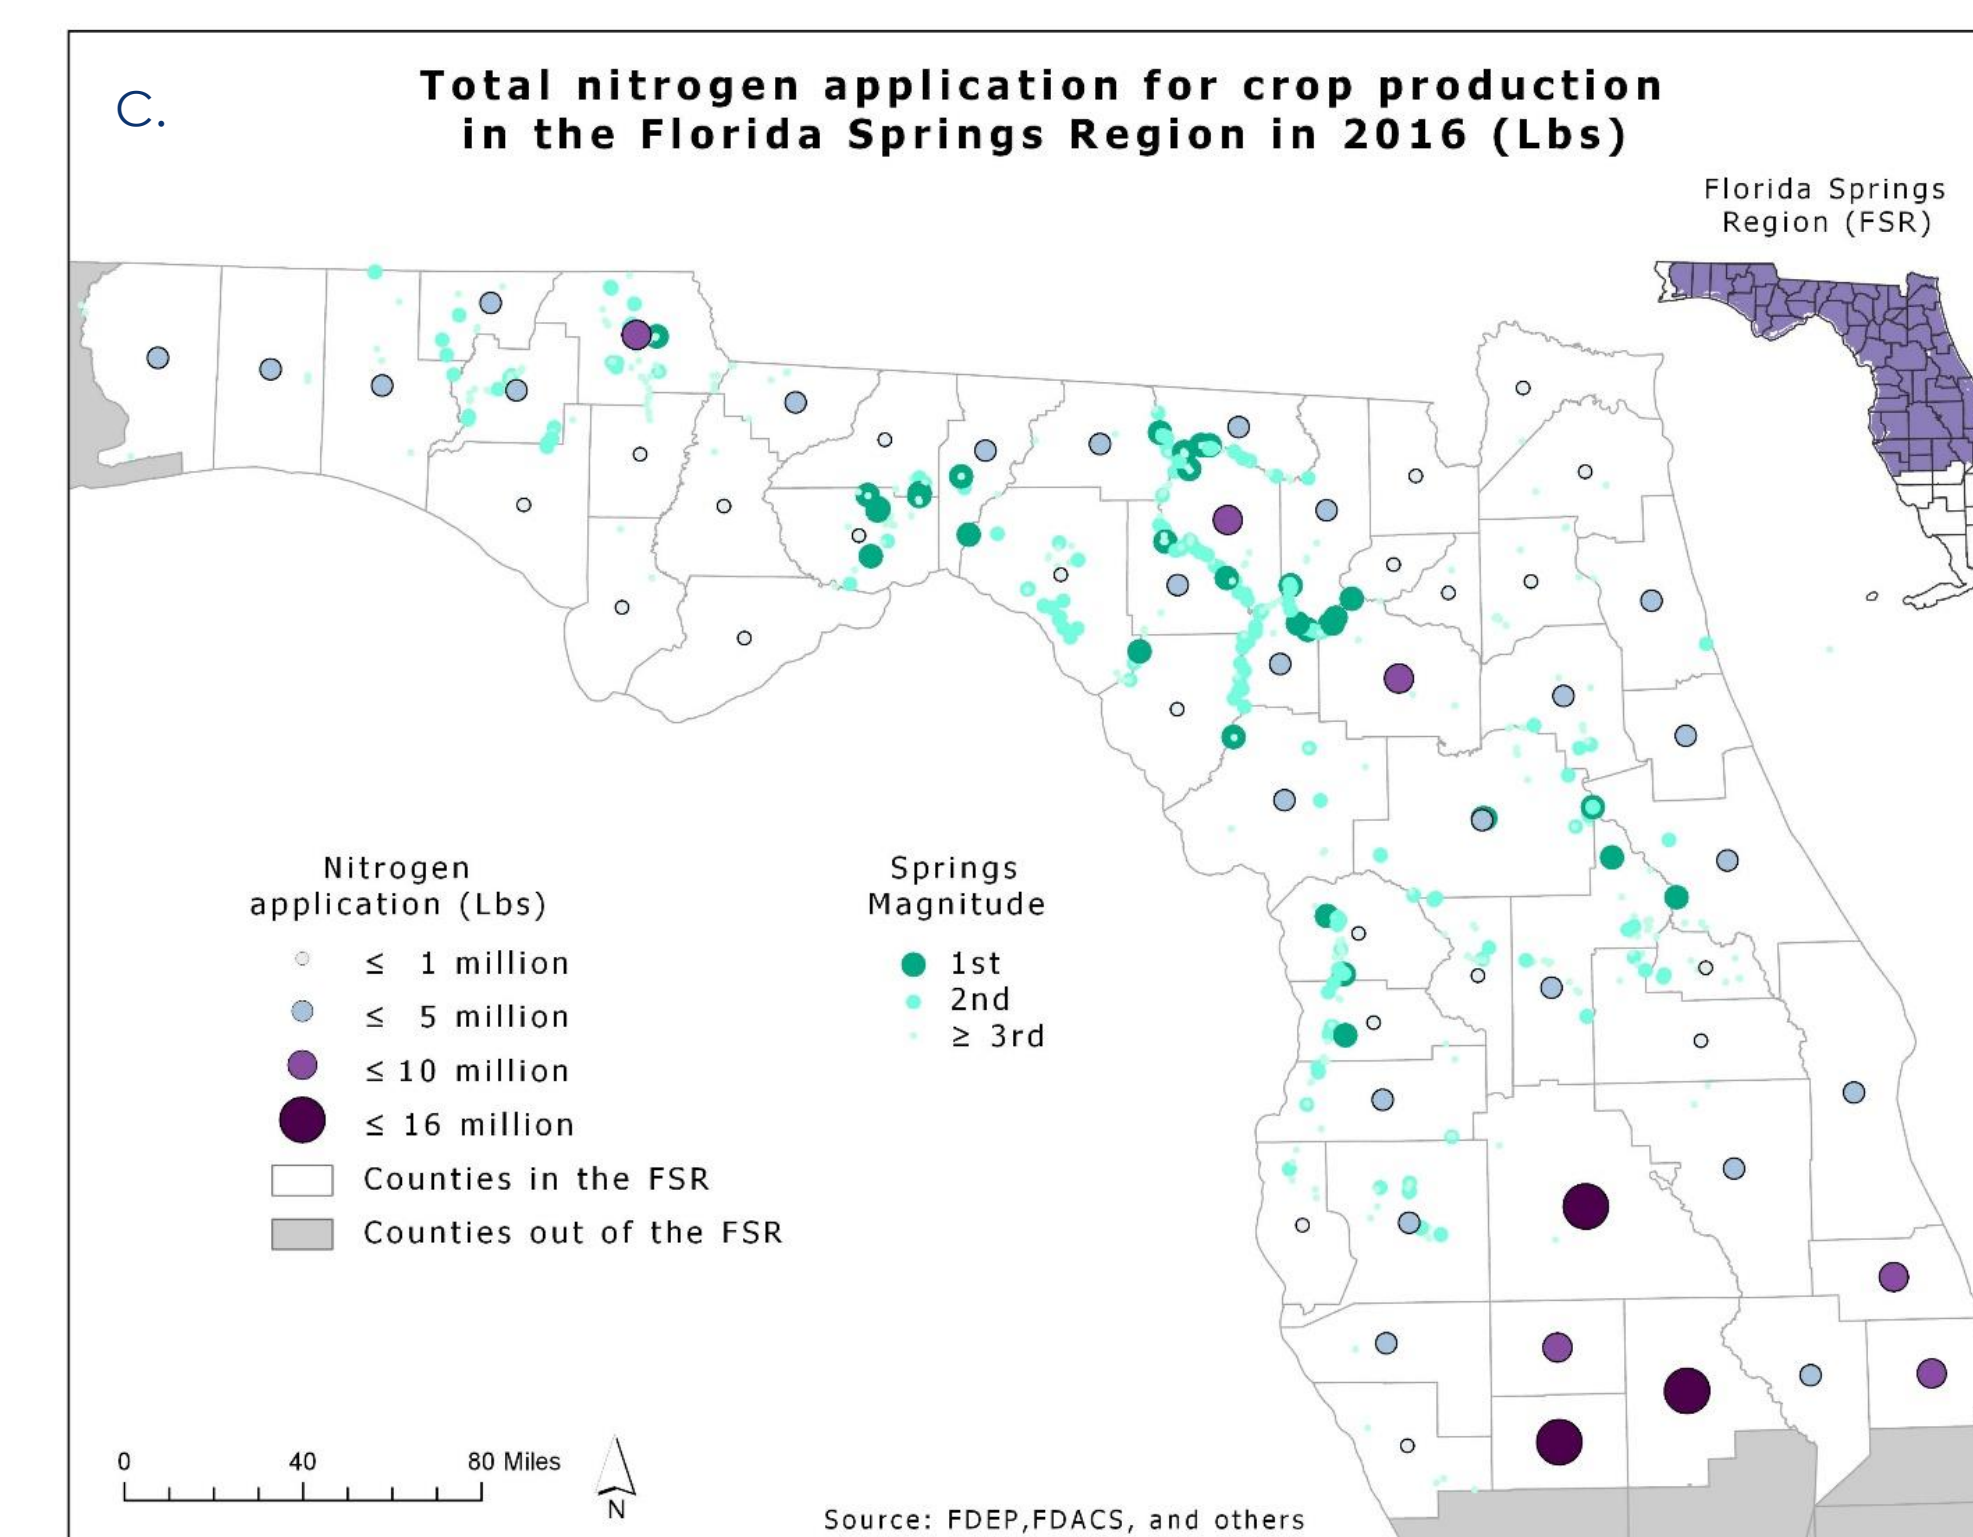 C.
Total nitrogen application for crop production
in the Florida Springs Region in 2016 (Lbs)
Florida Springs
Region (FSR)
Nitrogen
application (Lbs)
≤ 1 million
≤ 5 million
≤ 10 million
≤ 16 million
Counties in the FSR
Counties out of the FSR
Springs
Magnitude
1st
2nd
≥ 3rd
0 40 80 Miles
N
Source: FDEP,FDACS, and others